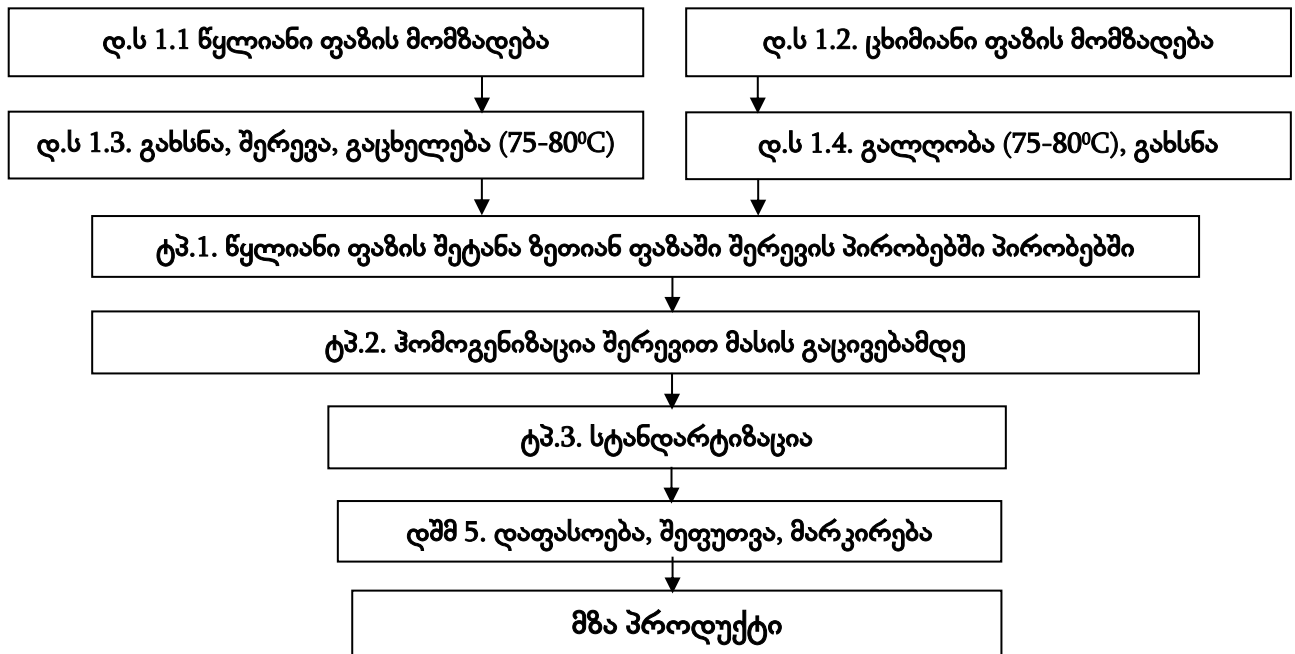 დ.ს 1.1 წყლიანი ფაზის მომზადება
დ.ს 1.2. ცხიმიანი ფაზის მომზადება
დ.ს 1.3. გახსნა, შერევა, გაცხელება (75-80⁰C)
დ.ს 1.4. გალღობა (75-80⁰C), გახსნა
ტპ.1. წყლიანი ფაზის შეტანა ზეთიან ფაზაში შერევის პირობებში პირობებში
ტპ.2. ჰომოგენიზაცია შერევით მასის გაცივებამდე
ტპ.3. სტანდარტიზაცია
დშმ 5. დაფასოება, შეფუთვა, მარკირება
მზა პროდუქტი